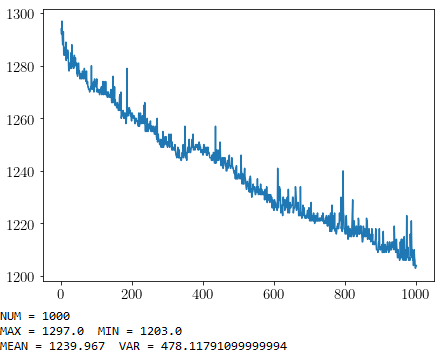 1300
1280
1260
1240
1220
1200
0 200 400 600 800 1000
NUM = 1000
MAX = 1297.0 MIN = 1203.0
MEAN = 1239.967 VAR = 478.11791099999994